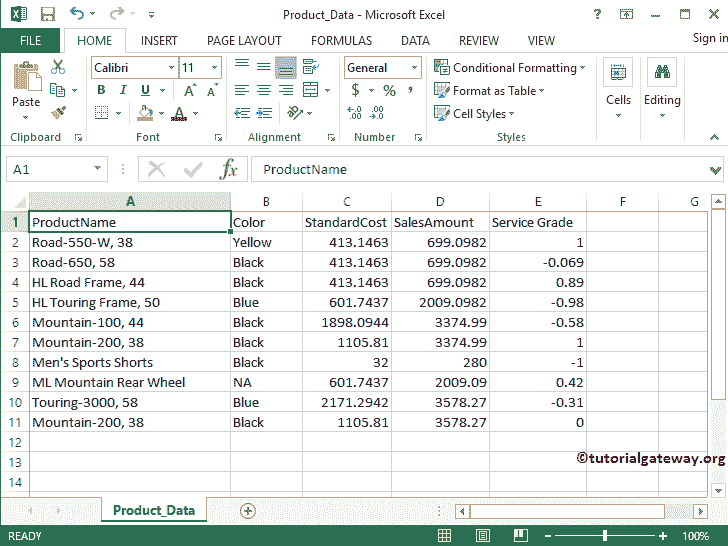 Product_Data - Microsoft Excel ?
FILE HOME INSERT PAGE LAYOUT FORMULAS DATA REVIEW VIEW Sign in
Calibri 11 General Conditional Formatting
Paste B I U A A $ % , Format as Table Cells Editing
A Cell Styles
Clipboard Font Alignment Number Styles
A1 fx ProductName
A B C D E F G
1 ProductName Color StandardCost SalesAmount Service Grade
2 Road-550-W, 38 Yellow 413.1463 699.0982 1
3 Road-650, 58 Black 413.1463 699.0982 -0.069
4 HL Road Frame, 44 Black 413.1463 699.0982 0.89
5 HL Touring Frame, 50 Blue 601.7437 2009.0982 -0.98
6 Mountain-100, 44 Black 1898.0944 3374.99 -0.58
7 Mountain-200, 38 Black 1105.81 3374.99 1
8 Men's Sports Shorts Black 32 280 -1
9 ML Mountain Rear Wheel NA 601.7437 2009.09 0.42
10 Touring-3000, 58 Blue 2171.2942 3578.27 -0.31
11 Mountain-200, 38 Black 1105.81 3578.27 0
12
13 ©tutorialgateway.org
14
Product_Data
READY 100%